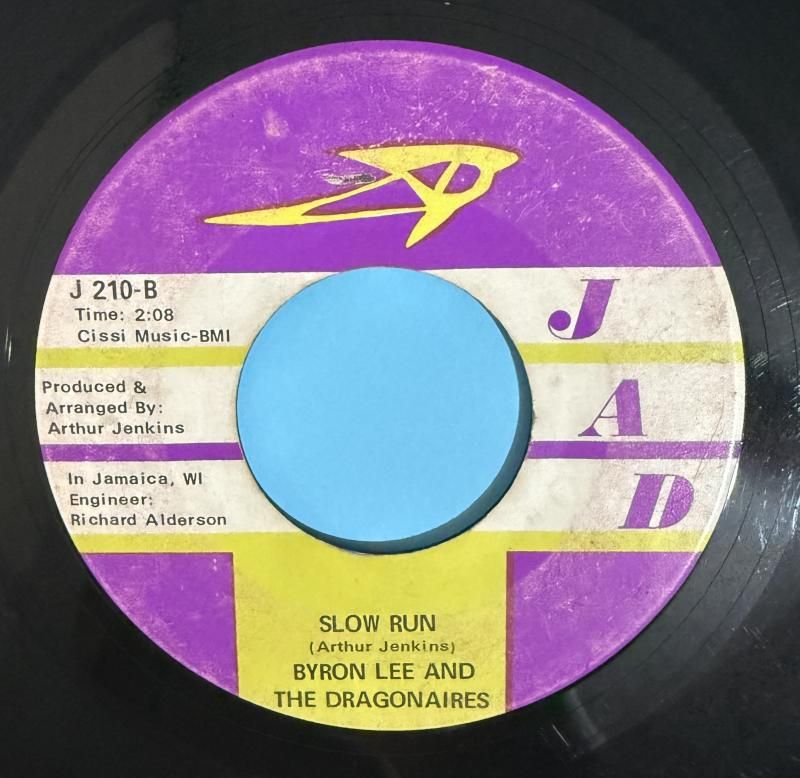 J 210-B
Time: 2:08
Cissi Music-BMI
Produced &
Arranged By:
Arthur Jenkins
In Jamaica, WI
Engineer:
Richard Alderson
J
A
D
SLOW RUN
(Arthur Jenkins)
BYRON LEE AND
THE DRAGONAIRES